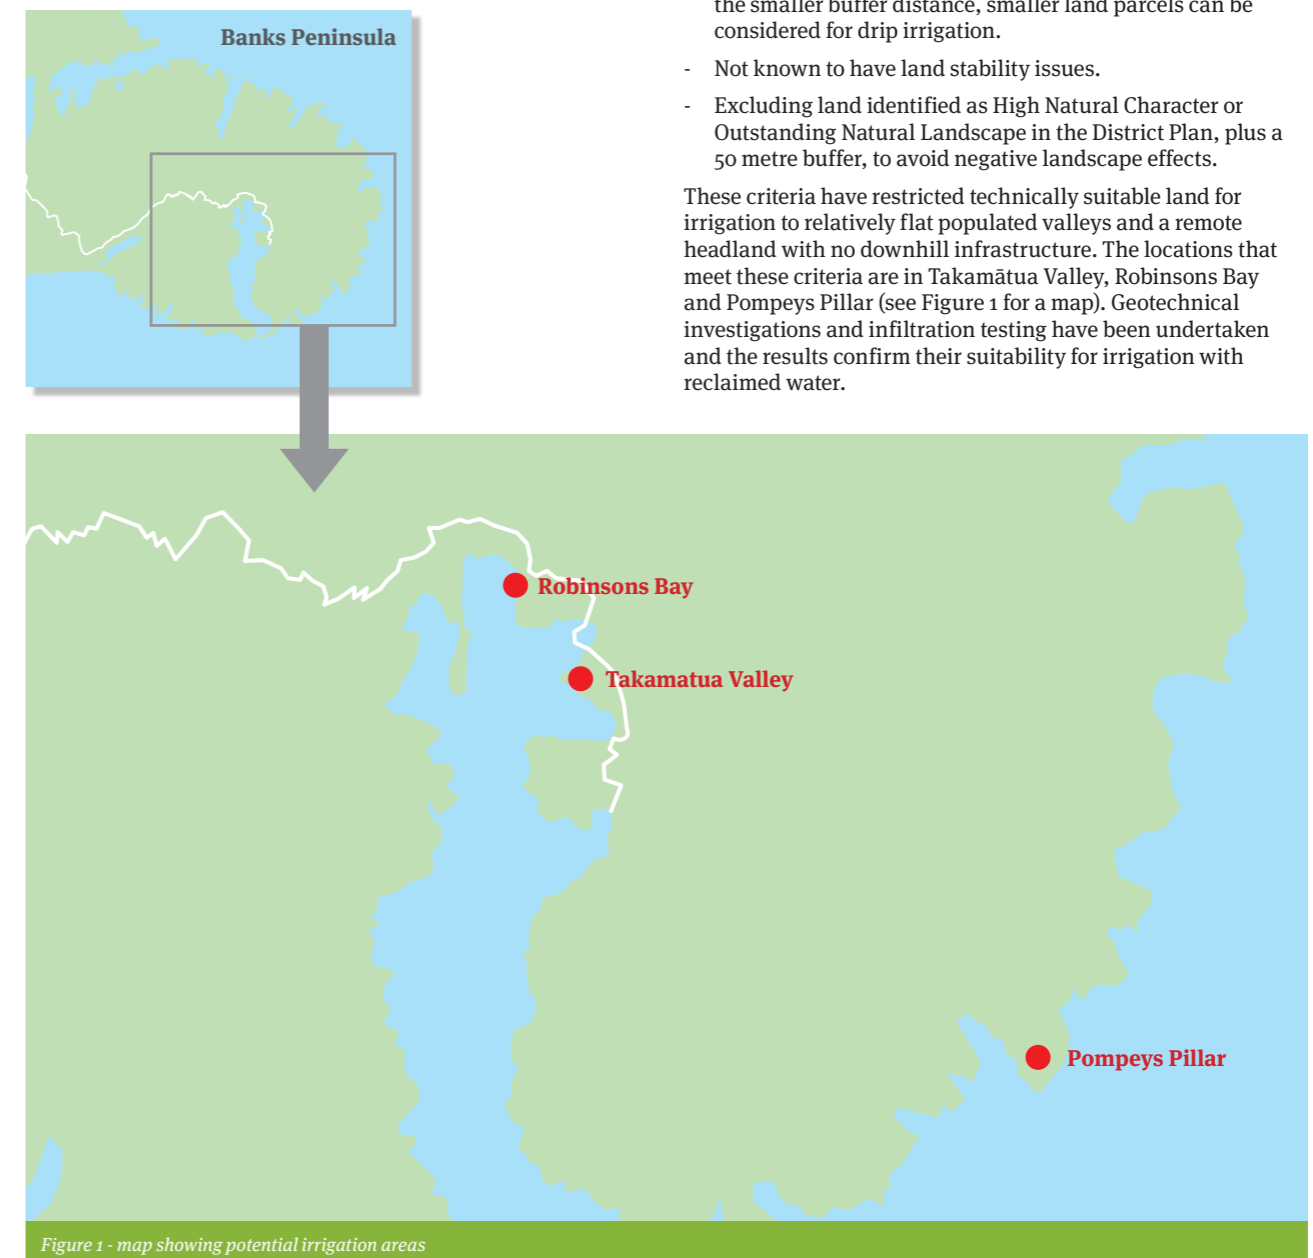 Banks Peninsula
the smaller buffer distance, smaller land parcels can be
considered for drip irrigation.
- Not known to have land stability issues.
- Excluding land identified as High Natural Character or
Outstanding Natural Landscape in the District Plan, plus a
50 metre buffer, to avoid negative landscape effects.
These criteria have restricted technically suitable land for
irrigation to relatively flat populated valleys and a remote
headland with no downhill infrastructure. The locations that
meet these criteria are in Takamātua Valley, Robinsons Bay
and Pompeys Pillar (see Figure 1 for a map). Geotechnical
investigations and infiltration testing have been undertaken
and the results confirm their suitability for irrigation with
reclaimed water.
Robinsons Bay
Takamatua Valley
Pompeys Pillar
Figure 1 - map showing potential irrigation areas